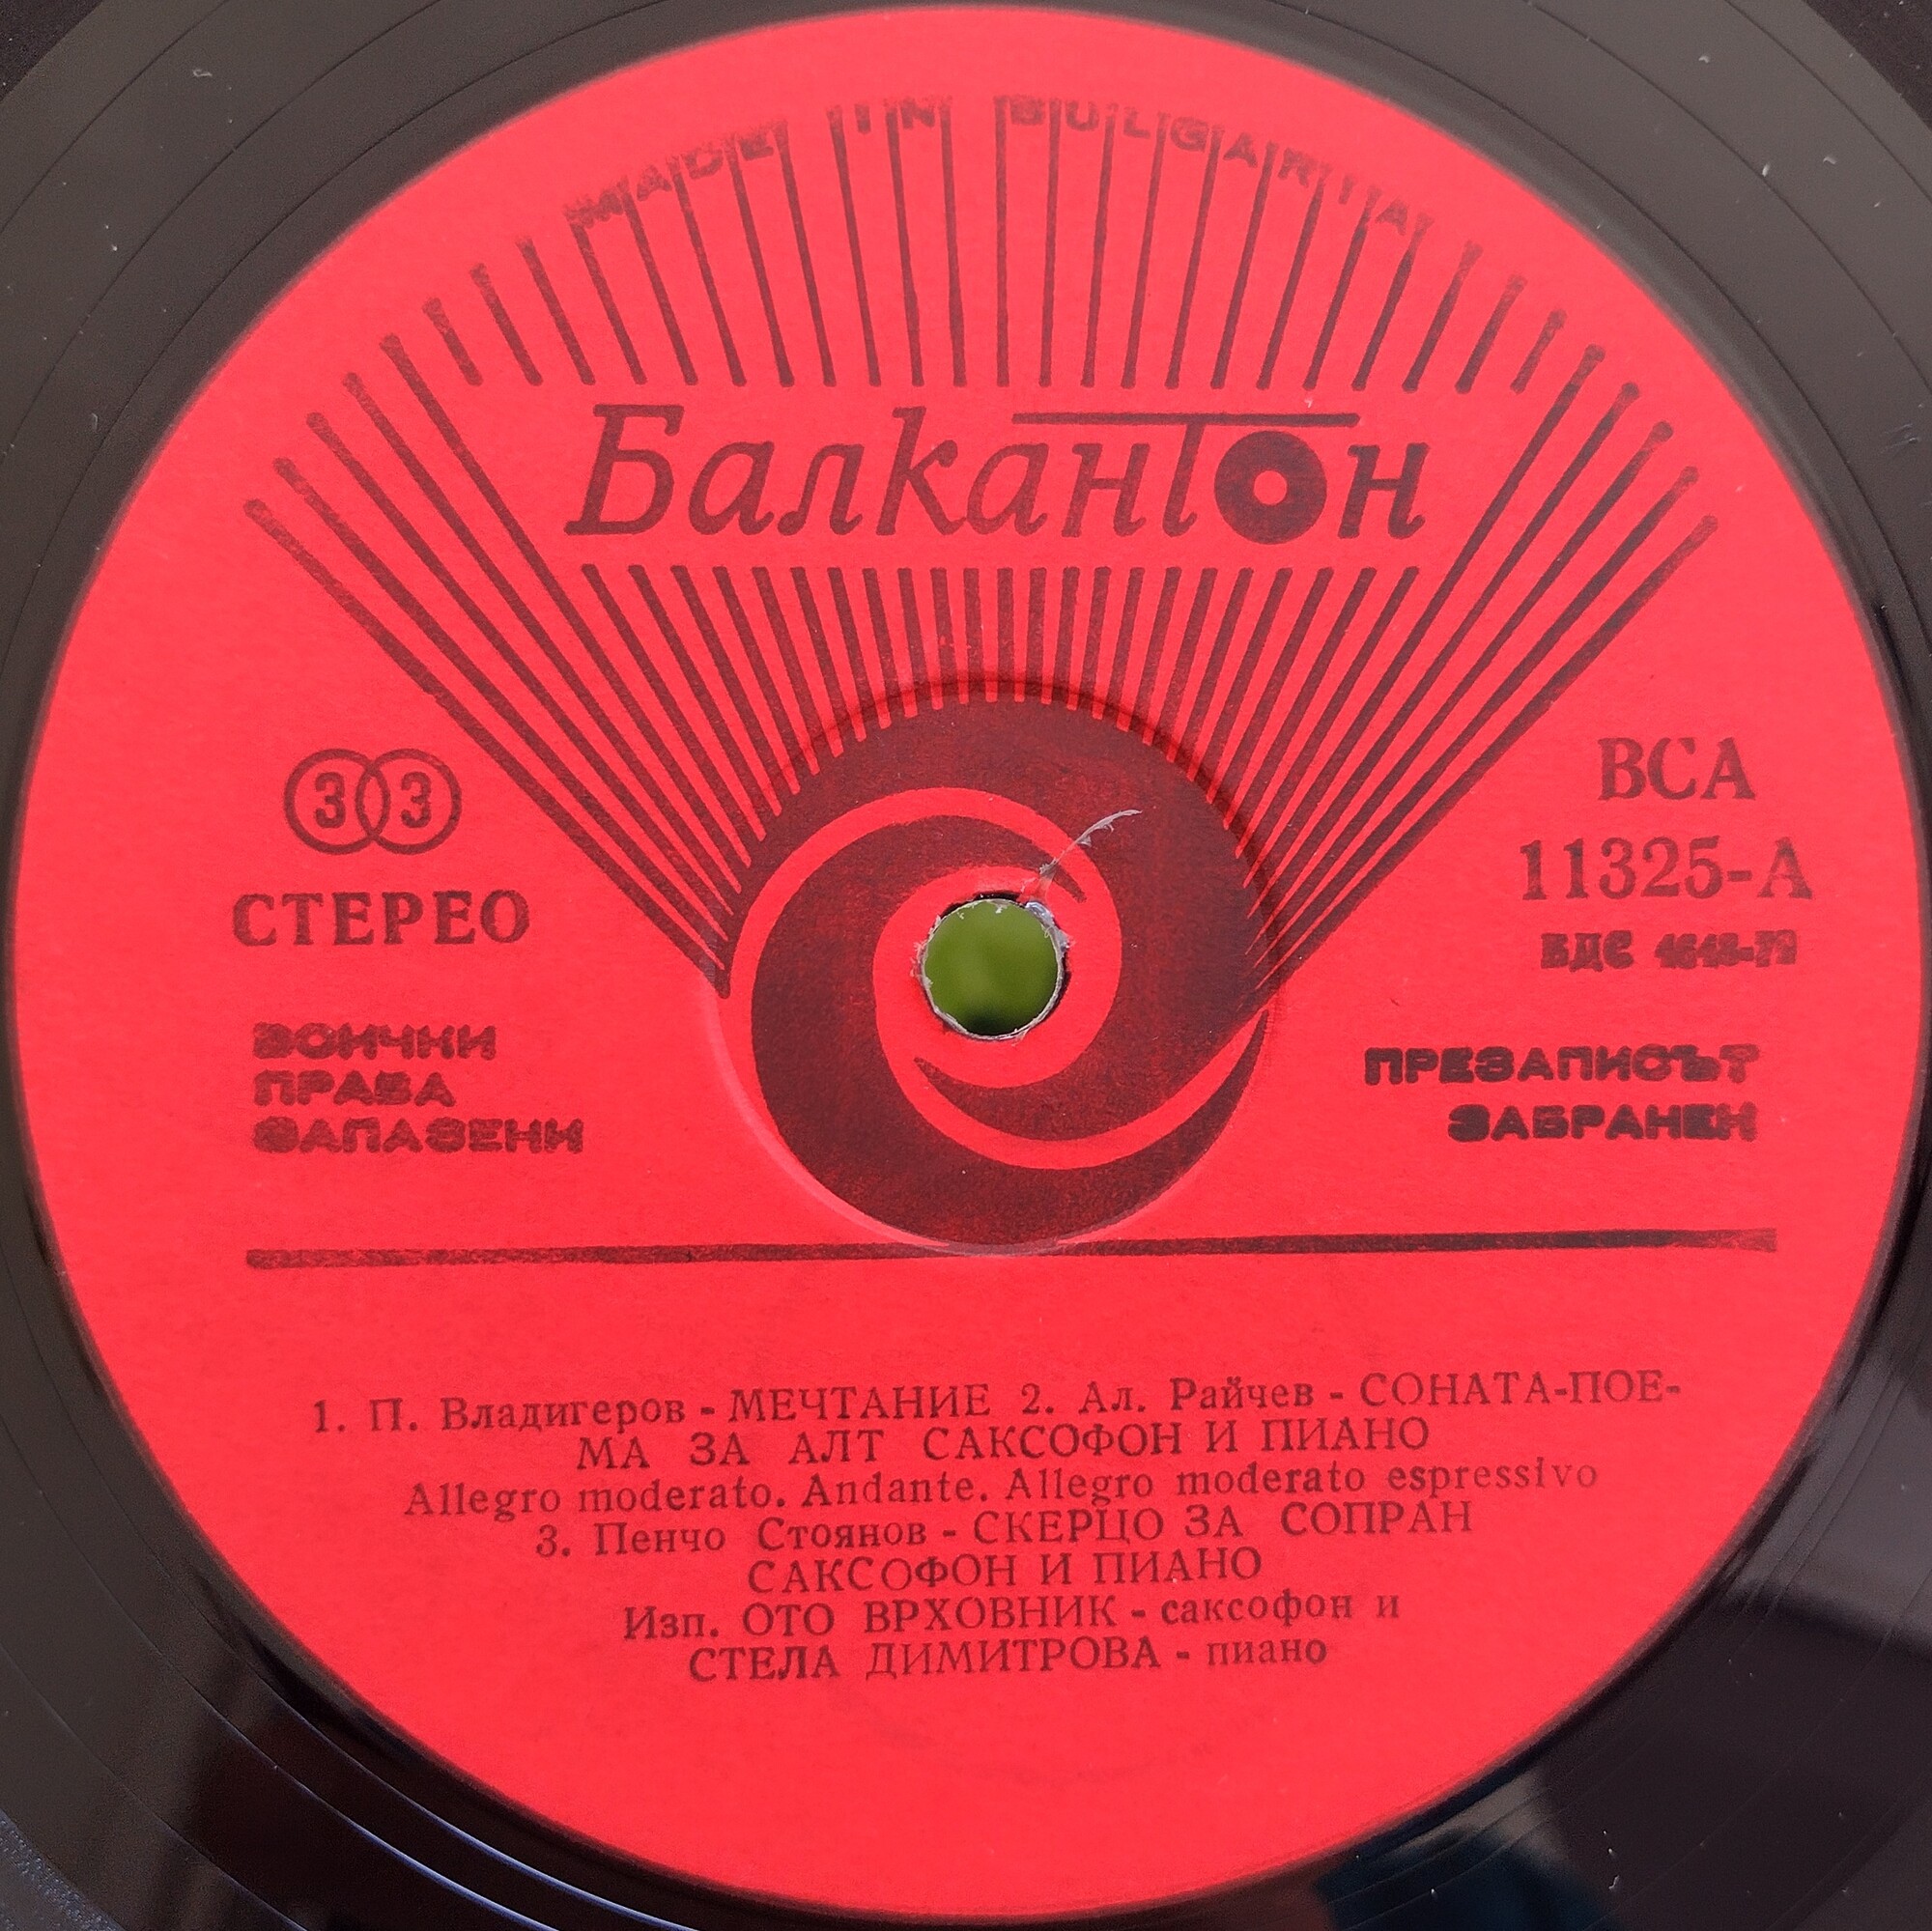 MADE IN BULGARIA
Балкантон
33
СТЕРЕО
ВСА
11325-А
БДС
ВСИЧКИ
ПРАВА
ЗАПАЗЕНИ
ПРЕЗАПИСЪТ
ЗАБРАНЕН
1. П. Владигеров - МЕЧТАНИЕ 2. Ал. Райчев - СОНАТА-ПОЕ-
МА ЗА АЛТ САКСОФОН И ПИАНО
Allegro moderato. Andante. Allegro moderato espressivo
3. Пенчо Стоянов - СКЕРЦО ЗА СОПРАН
САКСОФОН И ПИАНО
Изп. ОТО ВРХОВНИК - саксофон и
СТЕЛА ДИМИТРОВА - пиано